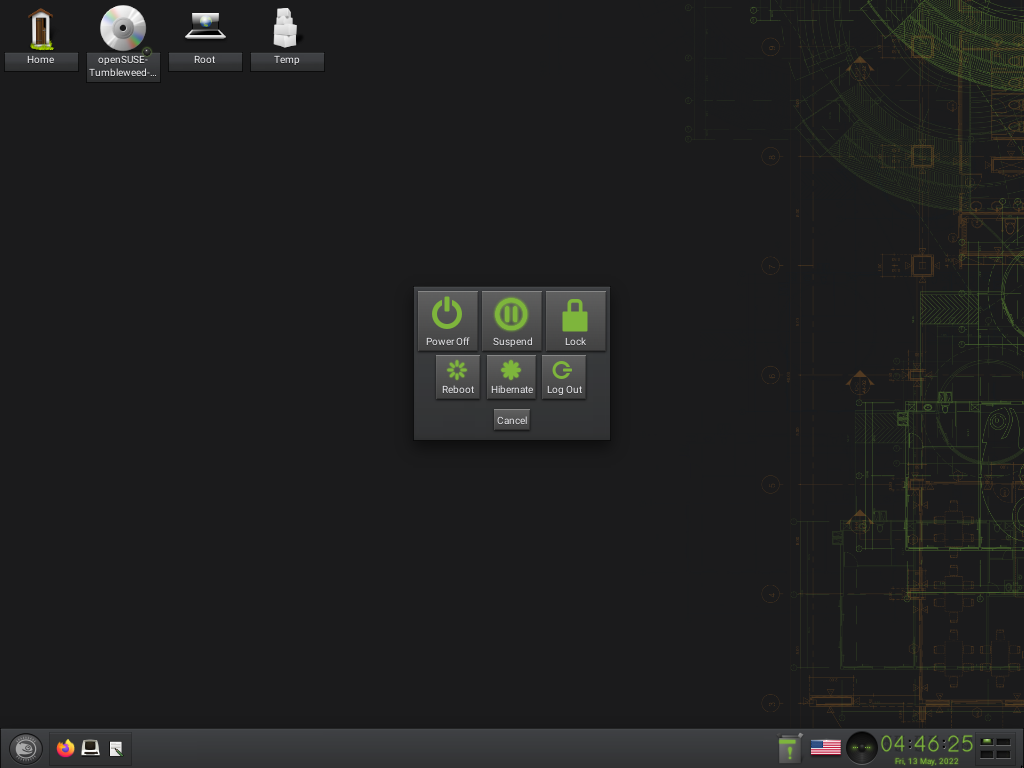 Home
openSUSE-
Tumbleweed-...
Root
Temp
Power Off
Suspend
Lock
Reboot
Hibernate
Log Out
Cancel
04:46:25
Fri, 13 May, 2022